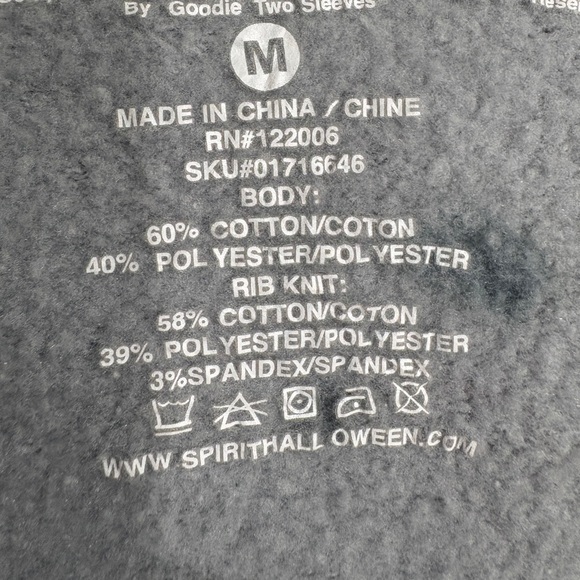 By Goodie Two Sleeves
M
MADE IN CHINA / CHINE
RN#122006
SKU#01716646
BODY:
60% COTTON/COTON
40% POLYESTER/POLYESTER
RIB KNIT:
58% COTTON/COTON
39% POLYESTER/POLYESTER
3%SPANDEX/SPANDEX
WWW.SPIRITHALLOWEEN.COM